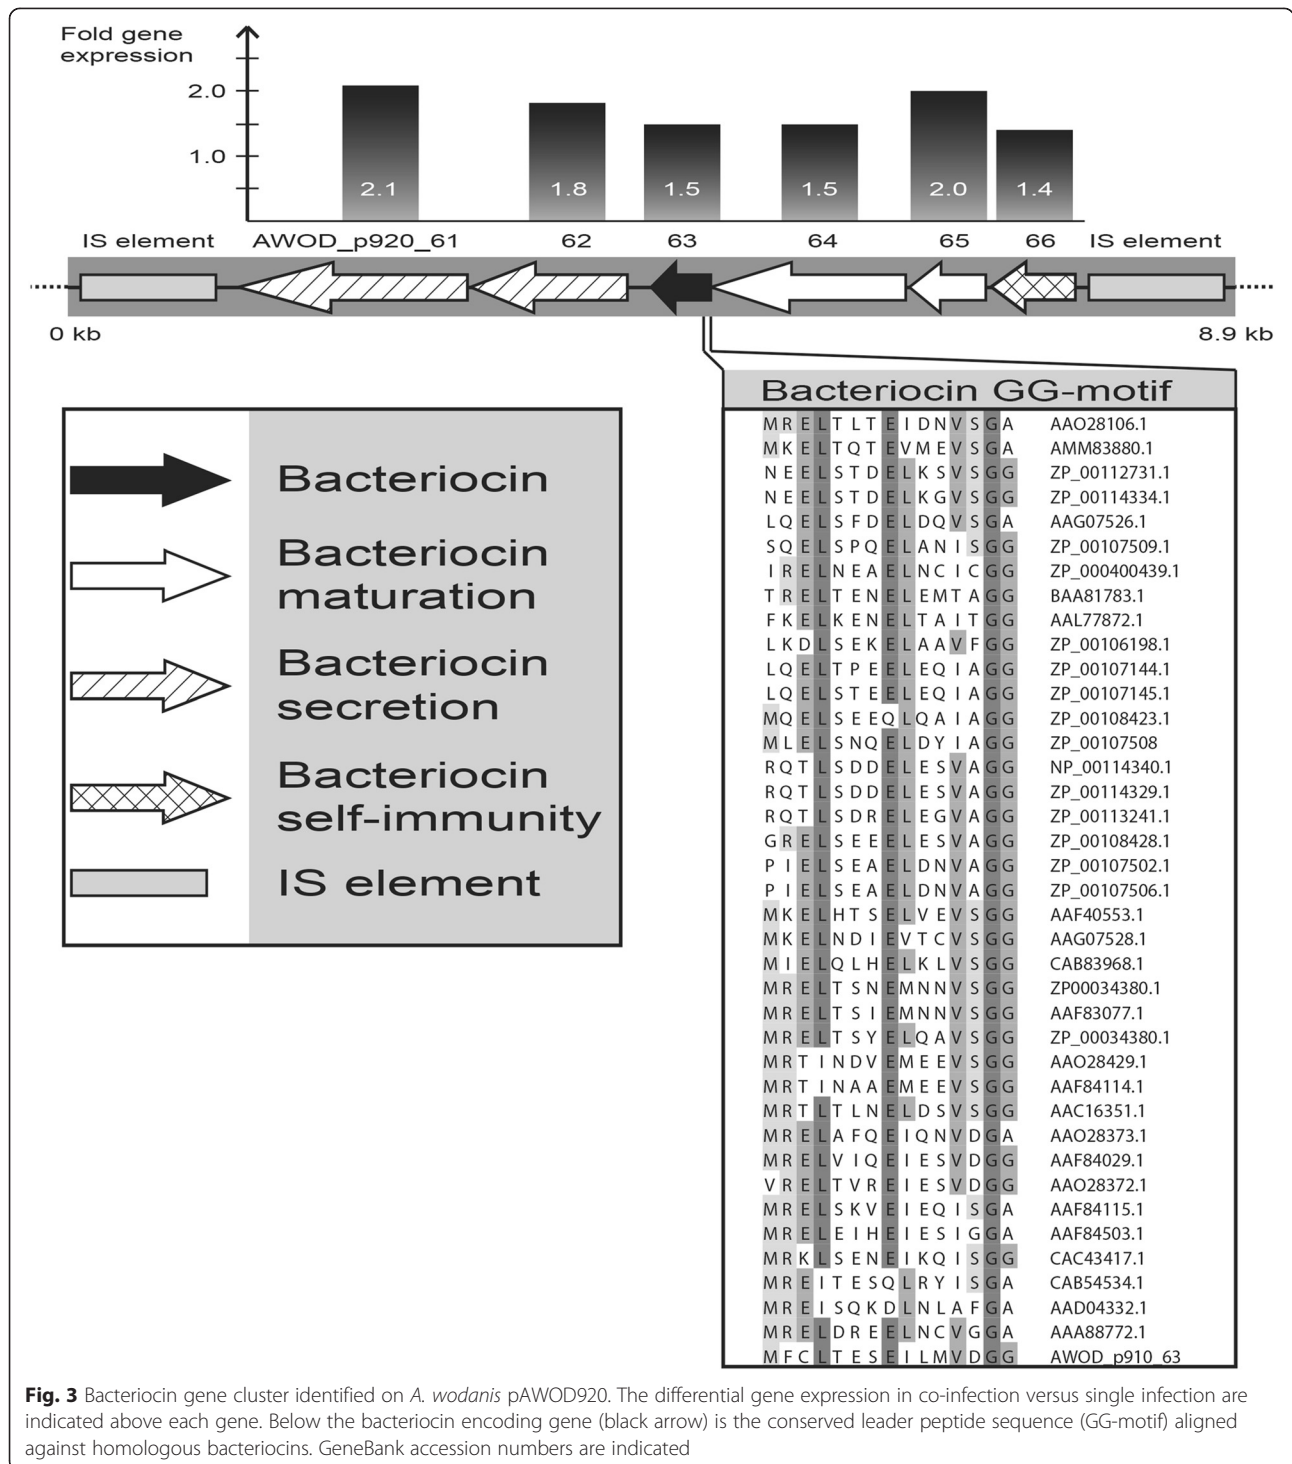 Fold gene
expression
2.0
1.0
2.1
1.8
1.5
1.5
2.0
1.4
IS element
AWOD_p920_61
62
63
64
65
66
IS element
0 kb
8.9 kb
Bacteriocin
Bacteriocin
maturation
Bacteriocin
secretion
Bacteriocin
self-immunity
IS element
Bacteriocin GG-motif
MRELTLTEIDNVSGA AAO28106.1
MKELTQTEVMEVSGA AMM83880.1
NEELSTDELKSVSGG ZP_00112731.1
NEELSTDELKGVSGG ZP_00114334.1
LQELSFDELDQVSGA AAG07526.1
SQELSPQELANISGG ZP_00107509.1
IRELNEAELNCICGG ZP_000400439.1
TRELTENELEMTAGG BAA81783.1
FKELKENELTAITGG AAL77872.1
LKDLSEKELAAVFGG ZP_00106198.1
LQELTPEELEQIAGG ZP_00107144.1
LQELSTEELEQIAGG ZP_00107145.1
MQELSEEQLQAIAGG ZP_00108423.1
MLELSNQELDYIAGG ZP_00107508
RQTLSDDELESVAGG NP_00114340.1
RQTLSDDELESVAGG ZP_00114329.1
RQTLSDRELEGVAGG ZP_00113241.1
GRELSEEELESVAGG ZP_00108428.1
PIELSEAELDNVAGG ZP_00107502.1
PIELSEAELDNVAGG ZP_00107506.1
MKELHTSELVEVSGG AAF40553.1
MKELNDIEVTCVSGG AAG07528.1
MIELQLHELKLVSGG CAB83968.1
MRELTSNEMNNVSGG ZP00034380.1
MRELTSIEMNNVSGG AAF83077.1
MRELTSYELQAVSGG ZP_00034380.1
MRTINDVEMEEVSGG AAO28429.1
MRTINAAEMEEVSGG AAF84114.1
MRTLTLNELDSVSGG AAC16351.1
MRELAFQEIQNVDGA AAO28373.1
MRELVIQEIESVDGG AAF84029.1
VRELTVREIESVDGG AAO28372.1
MRELSKVEIEQISGA AAF84115.1
MRELEIHEIESIGGA AAF84503.1
MRKLSENEIKQISGG CAC43417.1
MREITESQLRYISGA CAB54534.1
MREISQKDLNLAFGA AAD04332.1
MRELDREELNCVGGA AAA88772.1
MFCLTESEILMVDGG AWOD_p910_63
Fig. 3 Bacteriocin gene cluster identified on A. wodanis pAWOD920. The differential gene expression in co-infection versus single infection are
indicated above each gene. Below the bacteriocin encoding gene (black arrow) is the conserved leader peptide sequence (GG-motif) aligned
against homologous bacteriocins. GeneBank accession numbers are indicated